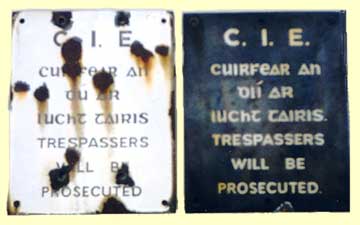 C. I. E.
cuirfear an
dlí ar
lucht tairis
TRESPASSERS
WILL BE
PROSECUTED
C. I. E.
cuirfear an
dlí ar
lucht tairis.
TRESPASSERS
WILL BE
PROSECUTED.